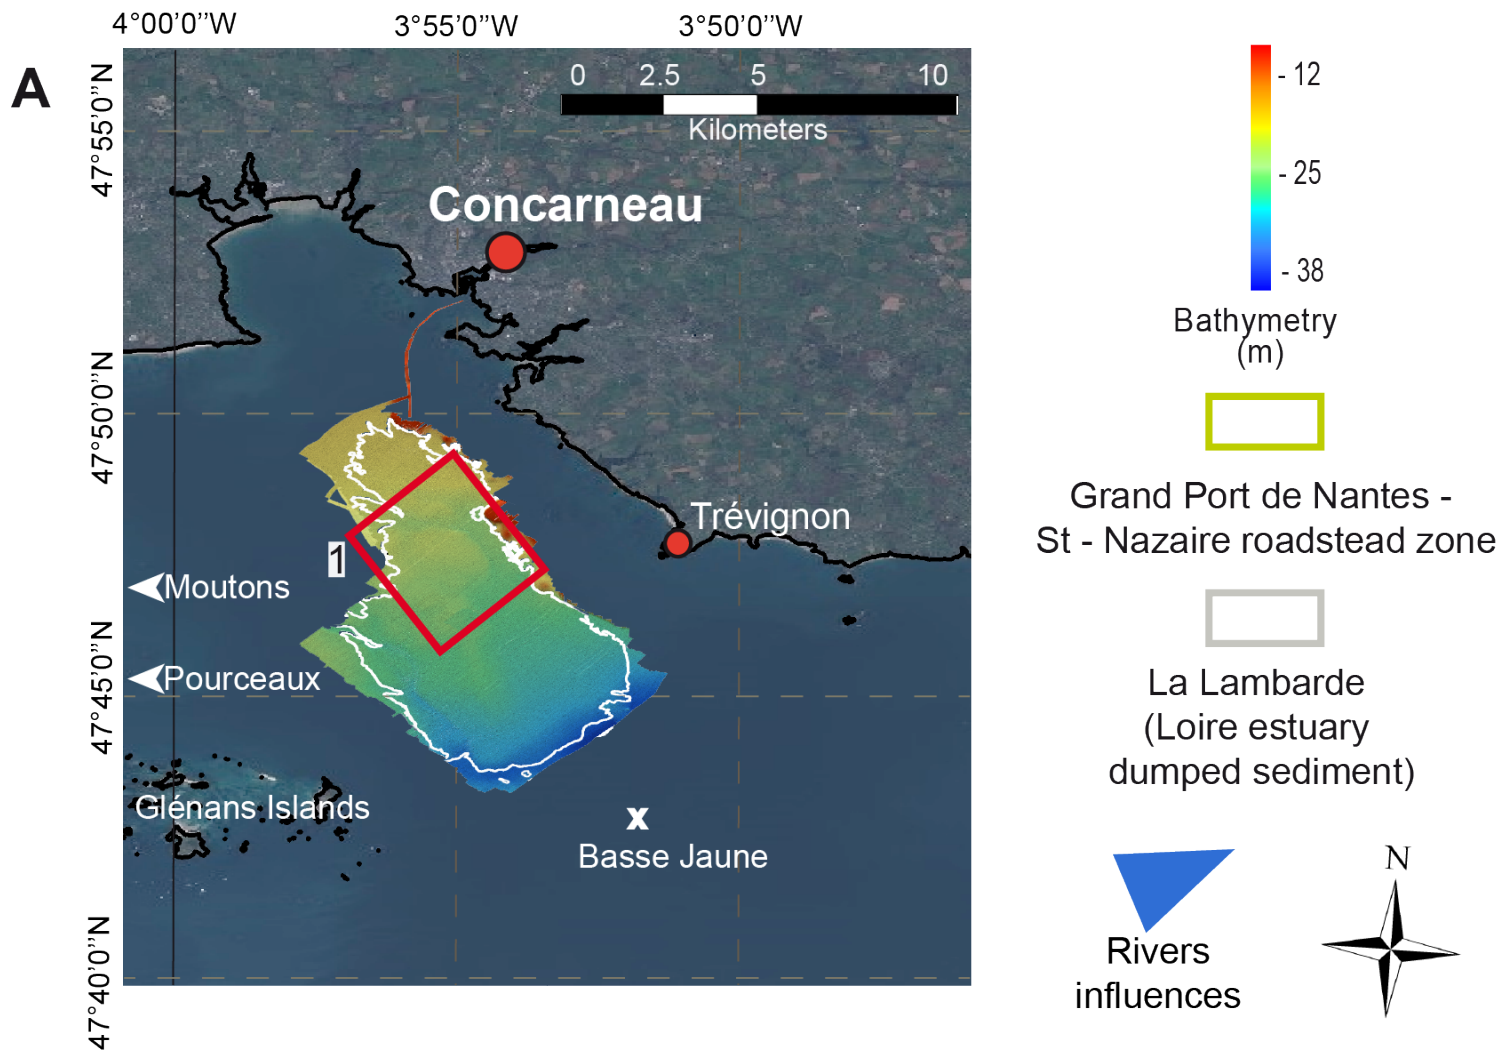 4°00'0''W 3°55'0''W 3°50'0''W
A
47°55'0''N
47°50'0''N
47°45'0''N
47°40'0''N
0 2.5 5 10
Kilometers
Concarneau
Trévignon
1
Moutons
Pourceaux
Glénans Islands
x
Basse Jaune
- 12
- 25
- 38
Bathymetry
(m)
Grand Port de Nantes -
St - Nazaire roadstead zone
La Lambarde
(Loire estuary
dumped sediment)
Rivers
influences
N